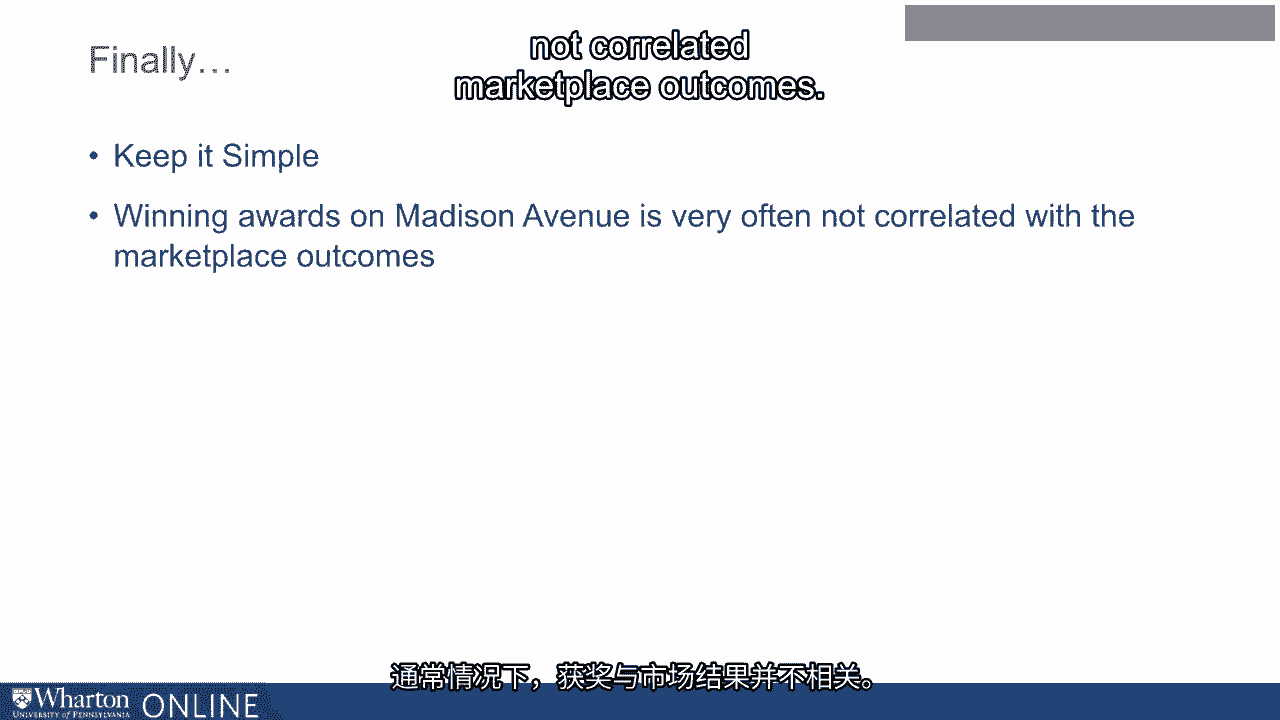 not correlated
marketplace outcomes.
Finally…
• Keep it Simple
• Winning awards on Madison Avenue is very often not correlated with the
marketplace outcomes
通常情况下，获奖与市场结果并不相关。
Wharton
UNIVERSITY of PENNSYLVANIA
ONLINE